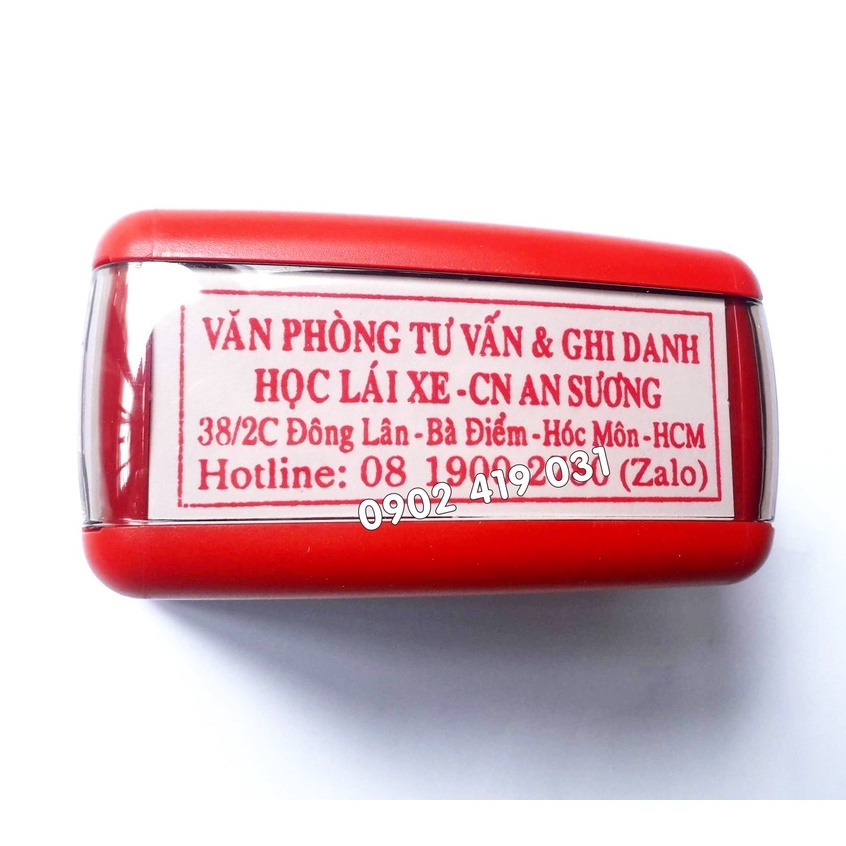 VĂN PHÒNG TƯ VẤN & GHI DANH
HỌC LÁI XE - CN AN SƯƠNG
38/2C Đông Lân - Bà Điểm - Hóc Môn - HCM
Hotline: 08 1900 (Zalo)
0902 419 031